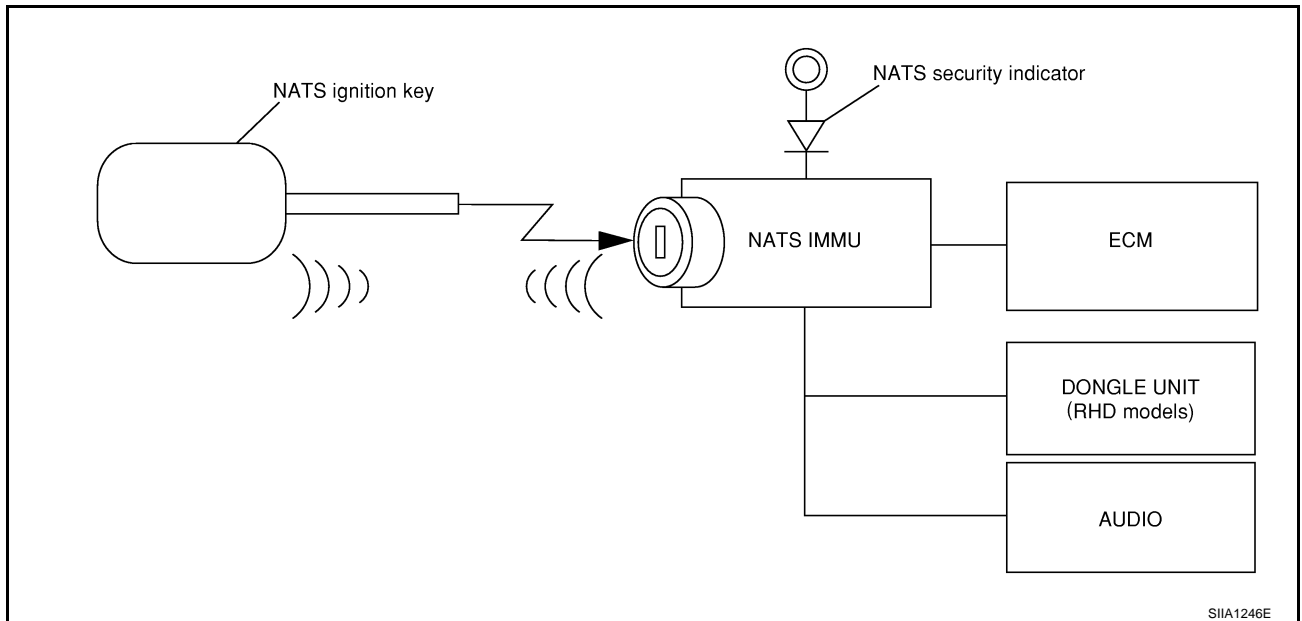 NATS ignition key
NATS security indicator
NATS IMMU
ECM
DONGLE UNIT
(RHD models)
AUDIO
SIIA1246E